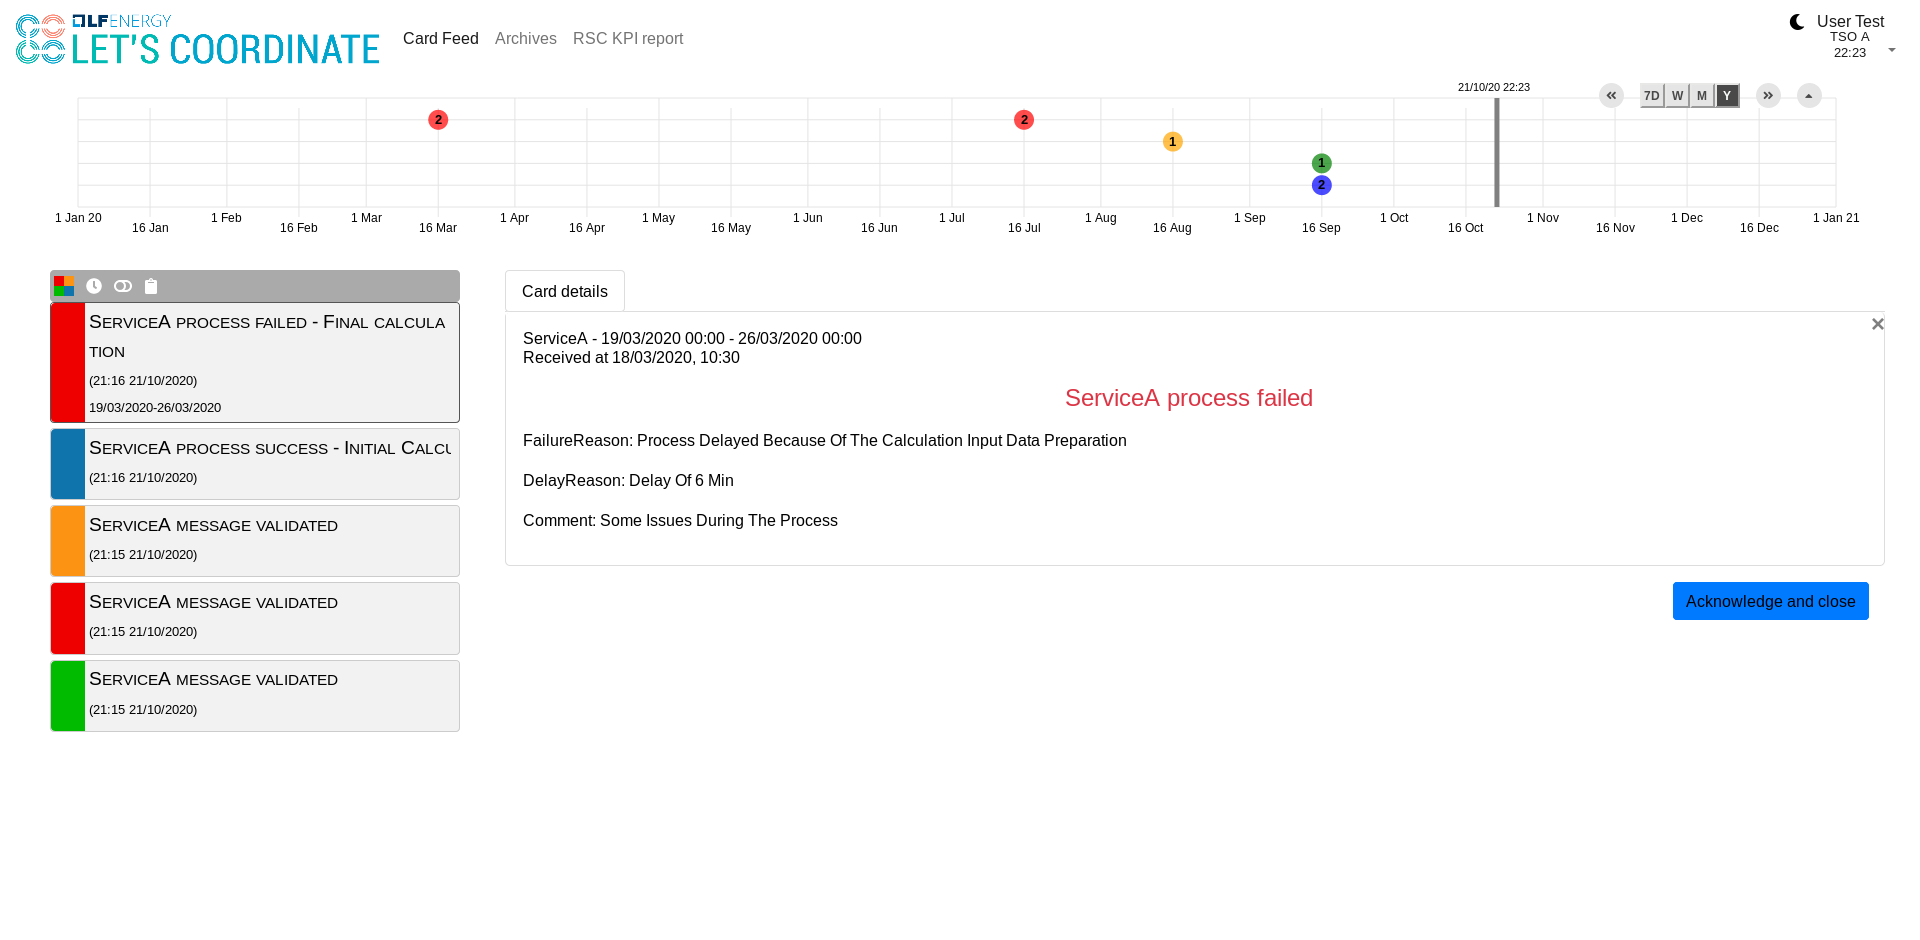 LF ENERGY
LET'S COORDINATE
Card Feed
Archives
RSC KPI report
User Test
TSO A
22:23
21/10/20 22:23
7D
W
M
Y
2
2
1
1
2
1 Jan 20
16 Jan
1 Feb
16 Feb
1 Mar
16 Mar
1 Apr
16 Apr
1 May
16 May
1 Jun
16 Jun
1 Jul
16 Jul
1 Aug
16 Aug
1 Sep
16 Sep
1 Oct
16 Oct
1 Nov
16 Nov
1 Dec
16 Dec
1 Jan 21
ServiceA process failed - Final calcula
tion
(21:16 21/10/2020)
19/03/2020-26/03/2020
ServiceA process success - Initial Calcu
(21:16 21/10/2020)
ServiceA message validated
(21:15 21/10/2020)
ServiceA message validated
(21:15 21/10/2020)
ServiceA message validated
(21:15 21/10/2020)
Card details
ServiceA - 19/03/2020 00:00 - 26/03/2020 00:00
Received at 18/03/2020, 10:30
ServiceA process failed
FailureReason: Process Delayed Because Of The Calculation Input Data Preparation
DelayReason: Delay Of 6 Min
Comment: Some Issues During The Process
Acknowledge and close